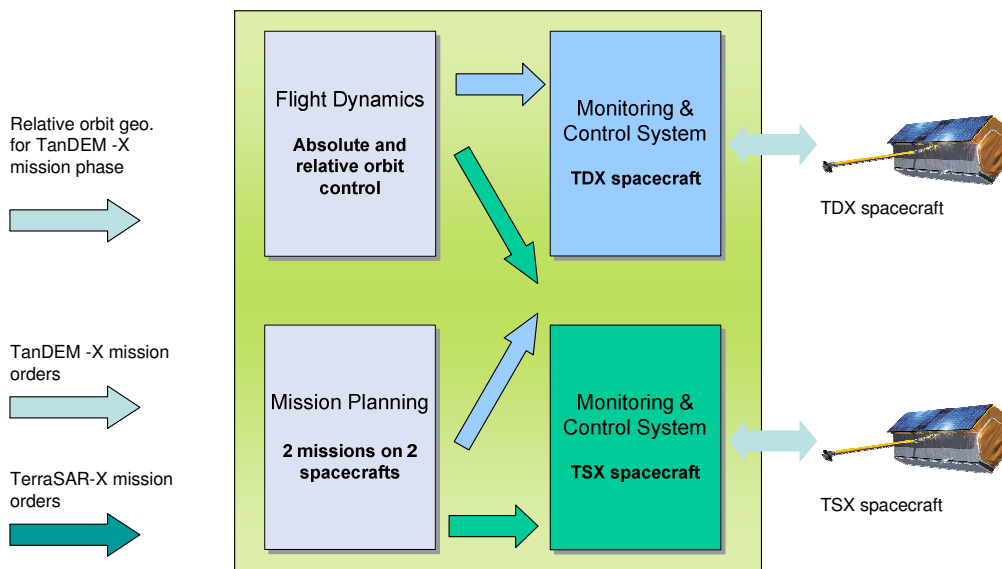 Relative orbit geo.
for TanDEM -X
mission phase
TanDEM -X mission
orders
TerraSAR-X mission
orders
Flight Dynamics
Absolute and
relative orbit
control
Mission Planning
2 missions on 2
spacecrafts
Monitoring &
Control System
TDX spacecraft
Monitoring &
Control System
TSX spacecraft
TDX spacecraft
TSX spacecraft